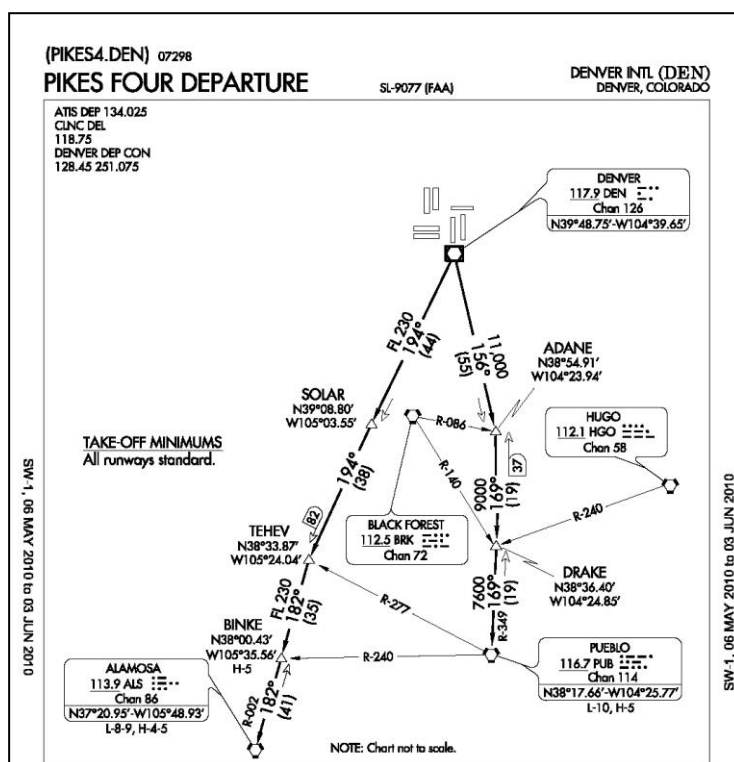 (PIKES4.DEN) 07298
PIKES FOUR DEPARTURE
SL-9077 (FAA)
DENVER INTL (DEN)
DENVER, COLORADO
ATIS DEP 134.025
CLNC DEL
118.75
DENVER DEP CON
128.45 251.075
DENVER
117.9 DEN
Chan 126
N39°48.75'-W104°39.65'
FL 230
194°
(44)
11,000
156°
(55)
ADANE
N38°54.91'
W104°23.94'
SOLAR
N39°08.80'
W105°03.55'
HUGO
112.1 HGO
Chan 58
R-086
TAKE-OFF MINIMUMS
All runways standard.
194°
(38)
R-140
37
9000
169°
(19)
R-240
82
BLACK FOREST
112.5 BRK
Chan 72
TEHEV
N38°33.87'
W105°24.04'
DRAKE
N38°36.40'
W104°24.85'
FL 230
182°
(35)
R-277
7600
169°
(19)
R-349
BINKE
N38°00.43'
W105°35.56'
H-5
R-240
PUEBLO
116.7 PUB
Chan 114
N38°17.66'-W104°25.77'
L-10, H-5
ALAMOSA
113.9 ALS
Chan 86
N37°20.95'-W105°48.93'
L-8-9, H-4-5
R-002
182°
(41)
NOTE: Chart not to scale.
SW-1, 06 MAY 2010 to 03 JUN 2010
SW-1, 06 MAY 2010 to 03 JUN 2010